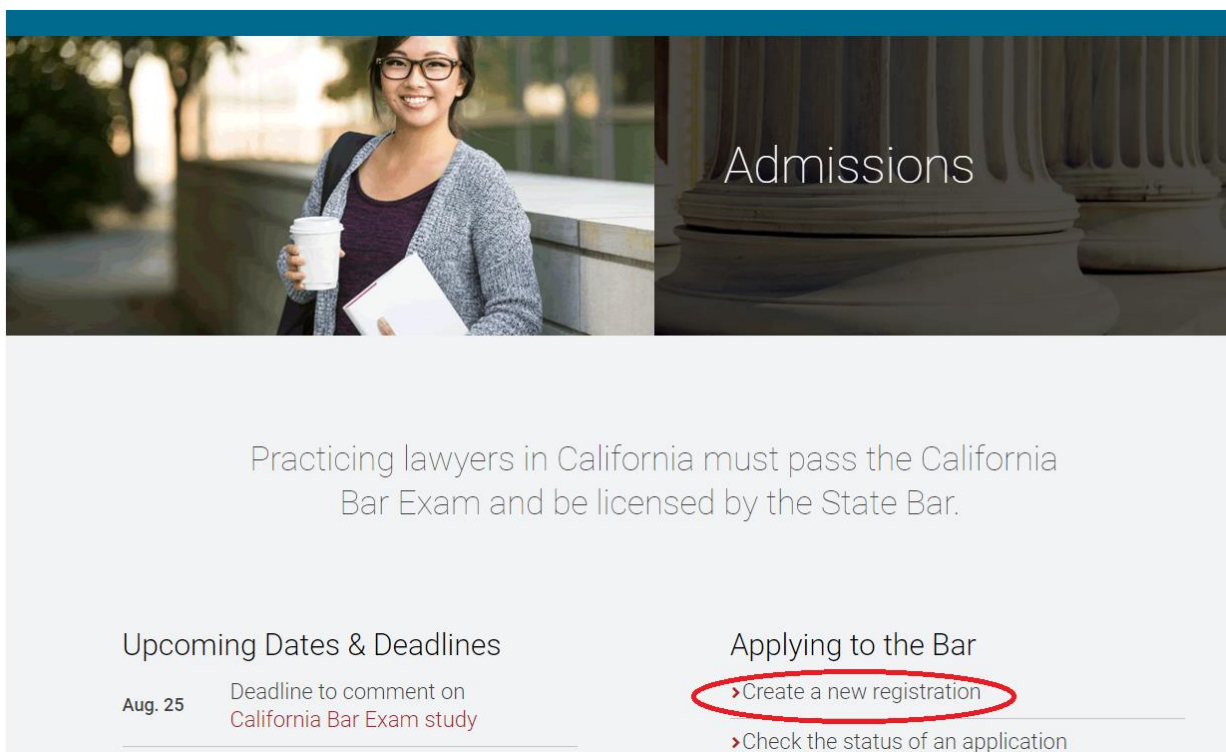 Admissions
Practicing lawyers in California must pass the California
Bar Exam and be licensed by the State Bar.
Upcoming Dates & Deadlines
Aug. 25
Deadline to comment on
California Bar Exam study
Applying to the Bar
>Create a new registration
>Check the status of an application